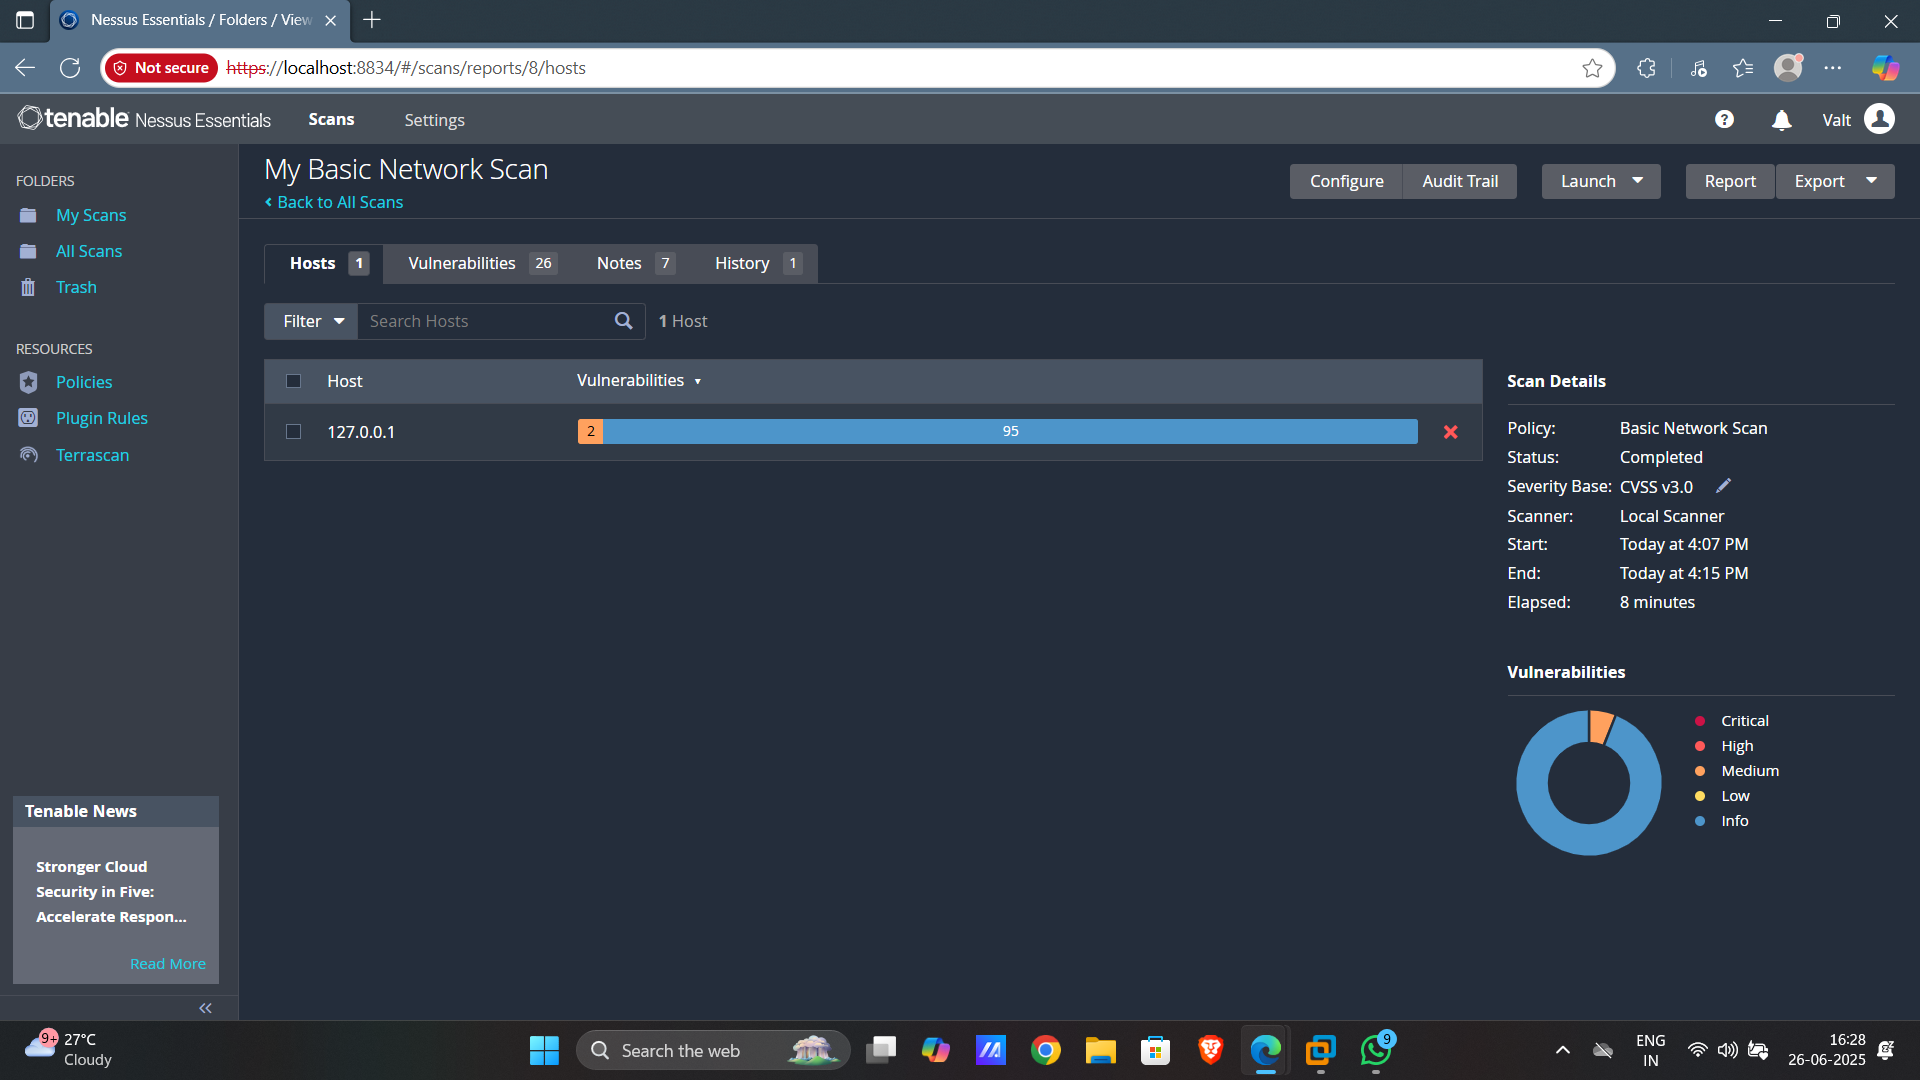 Nessus Essentials / Folders / View
Not secure https://localhost:8834/#/scans/reports/8/hosts
tenable Nessus Essentials Scans Settings Valt
FOLDERS
My Scans
All Scans
Trash
RESOURCES
Policies
Plugin Rules
Terrascan
Tenable News
Stronger Cloud
Security in Five:
Accelerate Respon...
Read More
My Basic Network Scan
Back to All Scans
Configure Audit Trail Launch Report Export
Hosts 1 Vulnerabilities 26 Notes 7 History 1
Filter Search Hosts 1 Host
Host Vulnerabilities
127.0.0.1 2 95
Scan Details
Policy: Basic Network Scan
Status: Completed
Severity Base: CVSS v3.0
Scanner: Local Scanner
Start: Today at 4:07 PM
End: Today at 4:15 PM
Elapsed: 8 minutes
Vulnerabilities
Critical
High
Medium
Low
Info
9+ 27°C
Cloudy
Search the web
9
ENG
IN
16:28
26-06-2025